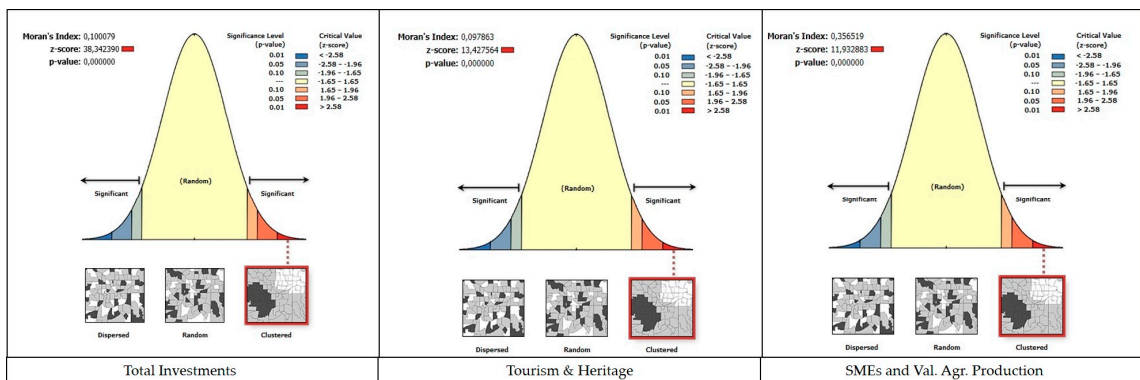 Moran's Index: 0,100079
z-score: 38,342390
p-value: 0,000000
Significance Level
(p-value)
Critical Value
(z-score)
0.01 < -2.58
0.05 -2.58 – -1.96
0.10 -1.96 – -1.65
--- -1.65 – 1.65
0.10 1.65 – 1.96
0.05 1.96 – 2.58
0.01 > 2.58
Significant
(Random)
Significant
Dispersed
Random
Clustered
Total Investments
Moran's Index: 0,097863
z-score: 13,427564
p-value: 0,000000
Significance Level
(p-value)
Critical Value
(z-score)
0.01 < -2.58
0.05 -2.58 – -1.96
0.10 -1.96 – -1.65
--- -1.65 – 1.65
0.10 1.65 – 1.96
0.05 1.96 – 2.58
0.01 > 2.58
Significant
(Random)
Significant
Dispersed
Random
Clustered
Tourism & Heritage
Moran's Index: 0,356519
z-score: 11,932883
p-value: 0,000000
Significance Level
(p-value)
Critical Value
(z-score)
0.01 < -2.58
0.05 -2.58 – -1.96
0.10 -1.96 – -1.65
--- -1.65 – 1.65
0.10 1.65 – 1.96
0.05 1.96 – 2.58
0.01 > 2.58
Significant
(Random)
Significant
Dispersed
Random
Clustered
SMEs and Val. Agr. Production